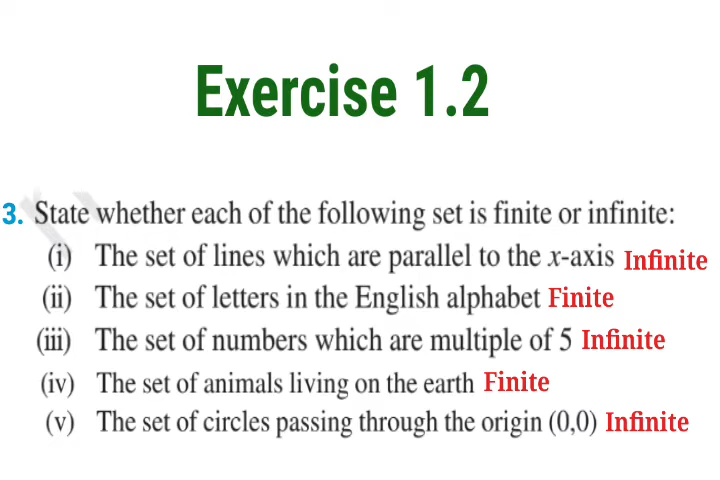 Exercise 1.2
3. State whether each of the following set is finite or infinite:
(i) The set of lines which are parallel to the x-axis Infinite
(ii) The set of letters in the English alphabet Finite
(iii) The set of numbers which are multiple of 5 Infinite
(iv) The set of animals living on the earth Finite
(v) The set of circles passing through the origin (0,0) Infinite